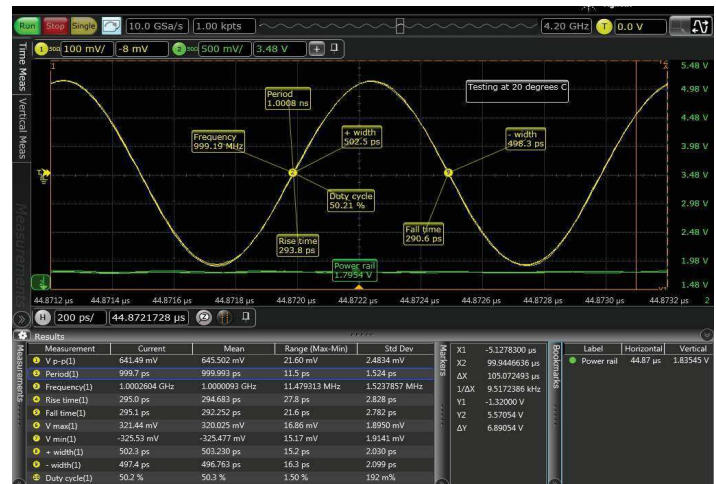 Run Stop Single 10.0 GSa/s 1.00 kpts 4.20 GHz T 0.0 V
1 50Ω 100 mV/ -8 mV 2 50Ω 500 mV/ 3.48 V +
Time Meas
Vertical Meas
Measurements
5.48 V
4.98 V
4.48 V
3.98 V
3.48 V
2.98 V
2.48 V
1.98 V
1.48 V
Testing at 20 degrees C
Period
1.0008 ns
Frequency
999.19 MHz
+ width
502.5 ps
- width
498.3 ps
Duty cycle
50.21 %
Rise time
293.8 ps
Fall time
290.6 ps
Power rail
1.7954 V
44.8712 µs 44.8714 µs 44.8716 µs 44.8718 µs 44.8720 µs 44.8722 µs 44.8724 µs 44.8726 µs 44.8728 µs 44.8730 µs 44.8732 µs 2
H 200 ps/ 44.8721728 µs Z
Results
Measurements
Measurement Current Mean Range (Max-Min) Std Dev
1 V p-p(1) 641.49 mV 645.502 mV 21.60 mV 2.4834 mV
2 Period(1) 999.7 ps 999.993 ps 11.5 ps 1.524 ps
3 Frequency(1) 1.0002604 GHz 1.0000093 GHz 11.479313 MHz 1.5237857 MHz
4 Rise time(1) 295.0 ps 294.683 ps 27.8 ps 2.828 ps
5 Fall time(1) 295.1 ps 292.252 ps 21.6 ps 2.782 ps
6 V max(1) 321.44 mV 320.025 mV 16.86 mV 1.8950 mV
7 V min(1) -325.53 mV -325.477 mV 15.17 mV 1.9141 mV
8 + width(1) 502.3 ps 503.230 ps 15.2 ps 2.030 ps
9 - width(1) 497.4 ps 496.763 ps 16.3 ps 2.099 ps
10 Duty cycle(1) 50.2 % 50.3 % 1.50 % 192 m%
Markers
X1 -5.1278300 µs
X2 99.9446636 µs
ΔX 105.072493 µs
1/ΔX 9.5172386 kHz
Y1 -1.32000 V
Y2 5.57054 V
ΔY 6.89054 V
Bookmarks
Label Horizontal Vertical
Power rail 44.87 µs 1.83545 V